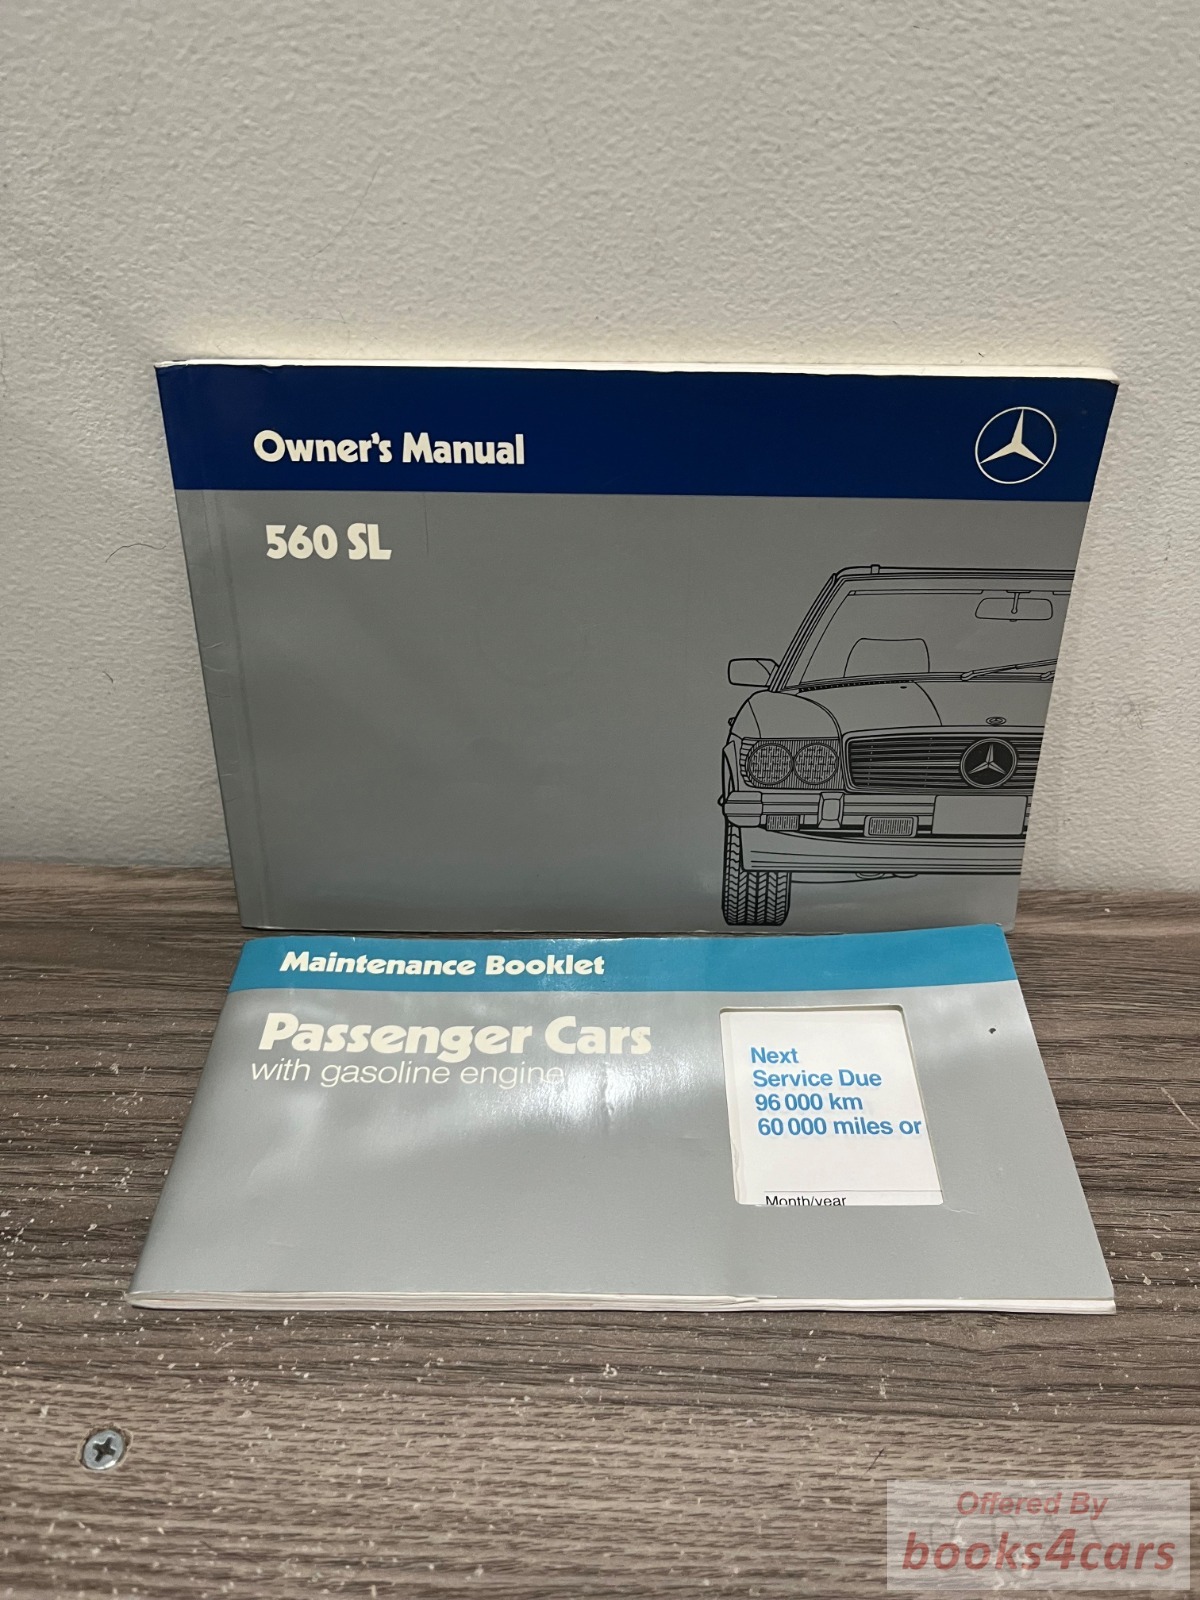 Owner's Manual
560 SL
Maintenance Booklet
Passenger Cars
with gasoline engine
Next
Service Due
96 000 km
60 000 miles or
Month/year
Offered By
books4cars